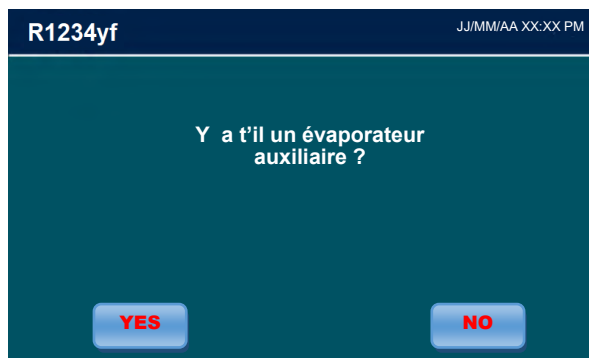 R1234yf
JJ/MM/AA XX:XX PM
Y a t'il un évaporateur
auxiliaire ?
YES
NO